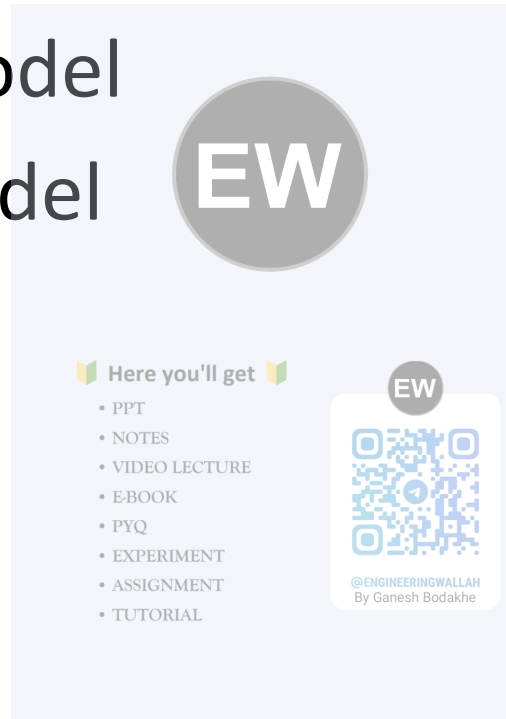 odel
del
EW
Here you'll get
• PPT
• NOTES
• VIDEO LECTURE
• E-BOOK
• PYQ
• EXPERIMENT
• ASSIGNMENT
• TUTORIAL
EW
@ENGINEERINGWALLAH
By Ganesh Bodakhe